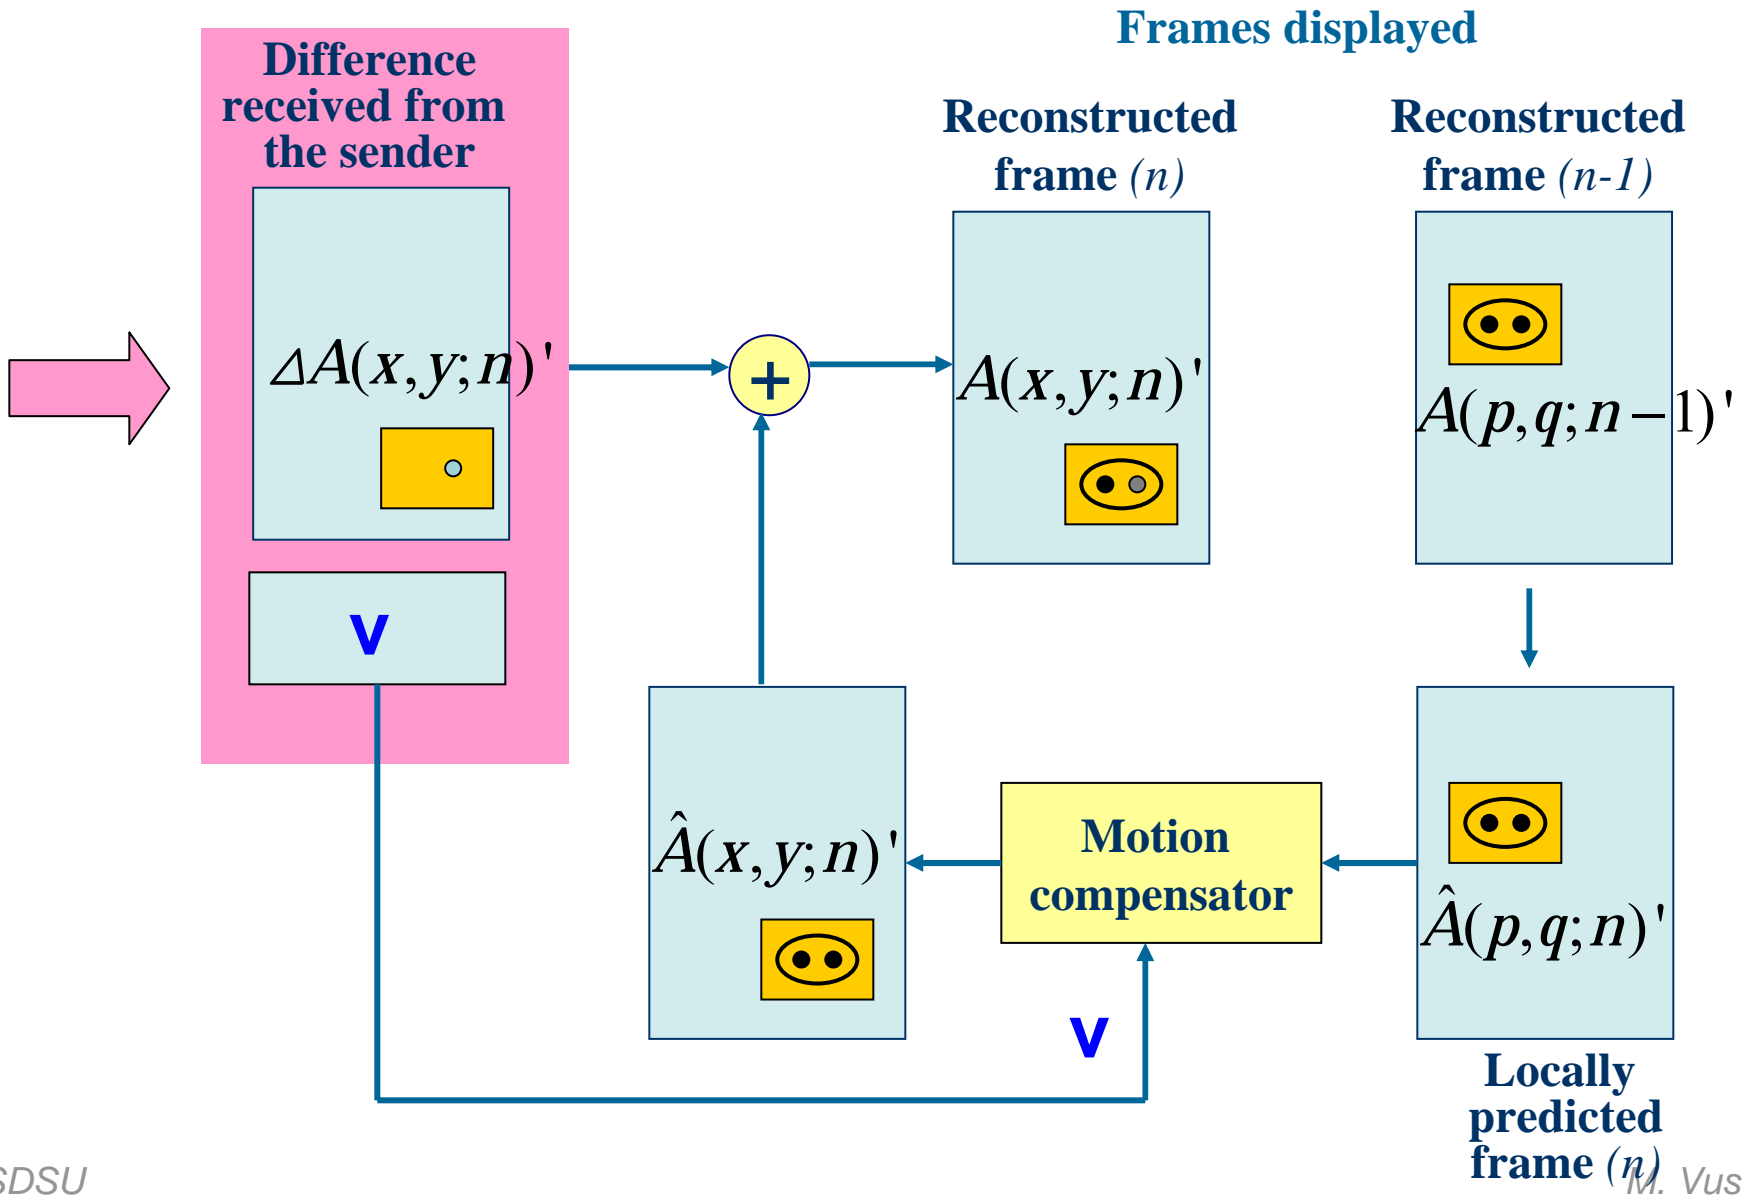 Frames displayed
Difference
received from
the sender
Reconstructed
frame (n)
Reconstructed
frame (n-1)
△A(x,y;n)'
+
A(x,y;n)'
A(p,q;n−1)'
v
Â(x,y;n)'
Motion
compensator
Â(p,q;n)'
v
Locally
predicted
frame (n)
SDSU
M. Vus